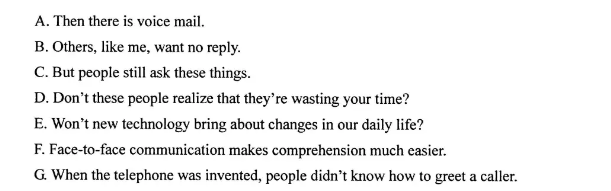 A. Then there is voice mail.
B. Others, like me, want no reply.
C. But people still ask these things.
D. Don't these people realize that they're wasting your time?
E. Won't new technology bring about changes in our daily life?
F. Face-to-face communication makes comprehension much easier.
G. When the telephone was invented, people didn't know how to greet a caller.